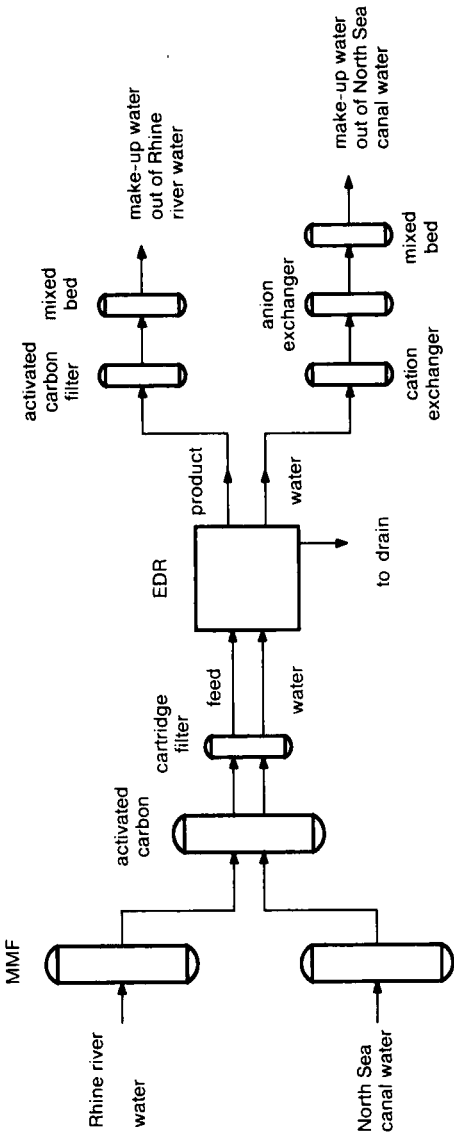 Rhine river
water
North Sea
canal water
MMF
activated
carbon
cartridge
filter
feed
water
EDR
to drain
product
water
activated
carbon
filter
mixed
bed
make-up water
out of Rhine
river water
cation
exchanger
anion
exchanger
mixed
bed
make-up water
out of North Sea
canal water